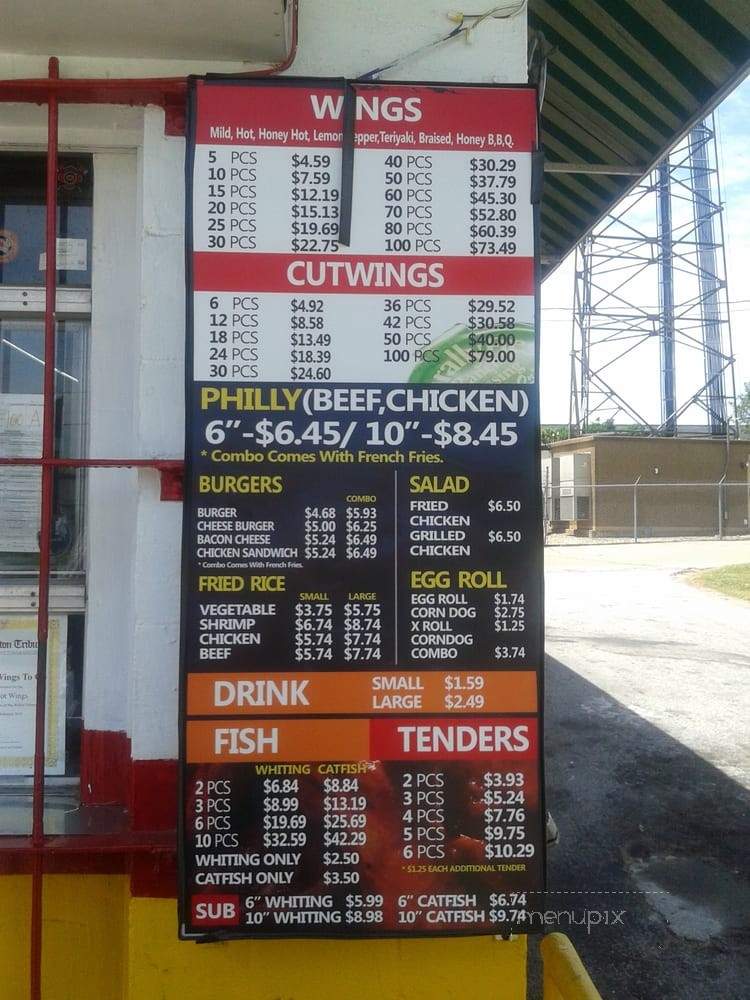 WINGS
Mild, Hot, Honey Hot, Lemon Pepper,Teriyaki, Braised, Honey B,B,Q.
5 PCS $4.59 40 PCS $30.29
10 PCS $7.59 50 PCS $37.79
15 PCS $12.19 60 PCS $45.30
20 PCS $15.13 70 PCS $52.80
25 PCS $19.69 80 PCS $60.39
30 PCS $22.75 100 PCS $73.49
CUTWINGS
6 PCS $4.92 36 PCS $29.52
12 PCS $8.58 42 PCS $30.58
18 PCS $13.49 50 PCS $40.00
24 PCS $18.39 100 PCS $79.00
30 PCS $24.60
PHILLY(BEEF,CHICKEN)
6”-$6.45/ 10”-$8.45
* Combo Comes With French Fries.
BURGERS
COMBO
BURGER $4.68 $5.93
CHEESE BURGER $5.00 $6.25
BACON CHEESE $5.24 $6.49
CHICKEN SANDWICH $5.24 $6.49
* Combo Comes With French Fries.
SALAD
FRIED $6.50
CHICKEN
GRILLED $6.50
CHICKEN
FRIED RICE
SMALL LARGE
VEGETABLE $3.75 $5.75
SHRIMP $6.74 $8.74
CHICKEN $5.74 $7.74
BEEF $5.74 $7.74
EGG ROLL
EGG ROLL $1.74
CORN DOG $2.75
X ROLL $1.25
CORNDOG
COMBO $3.74
DRINK
SMALL $1.59
LARGE $2.49
FISH
WHITING CATFISH
2 PCS $6.84 $8.84
3 PCS $8.99 $13.19
6 PCS $19.69 $25.69
10 PCS $32.59 $42.29
WHITING ONLY $2.50
CATFISH ONLY $3.50
TENDERS
2 PCS $3.93
3 PCS $5.24
4 PCS $7.76
5 PCS $9.75
6 PCS $10.29
* $1.25 EACH ADDITIONAL TENDER
SUB
6” WHITING $5.99 6” CATFISH $6.74
10” WHITING $8.98 10” CATFISH $9.74
menupix